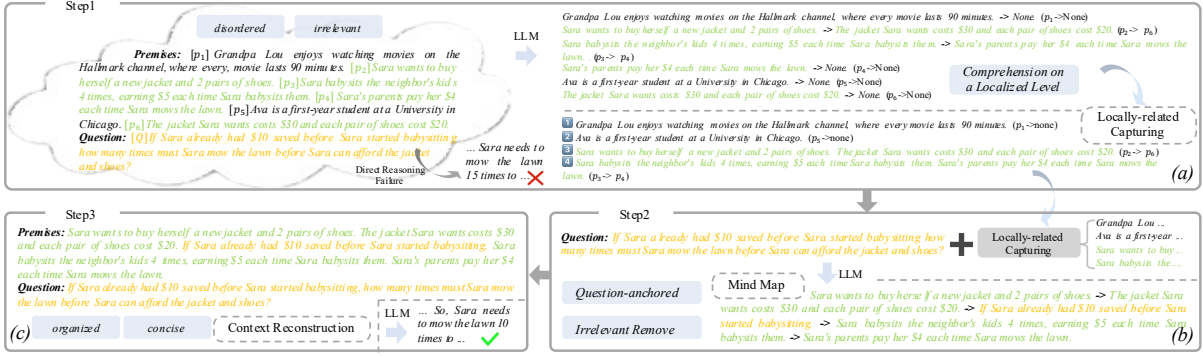 Step1
disordered
irrelevant
Premises: [p₁] Grandpa Lou enjoys watching movies on the
Hallmark channel, where every, movie lasts 90 minutes. [p₂]Sara wants to buy
herself a new jacket and 2 pairs of shoes. [p₃]Sara babysits the neighbor's kids
4 times, earning $5 each time Sara babysits them. [p₄] Sara's parents pay her $4
each time Sara mows the lawn. [p₅]Ava is a first-year student at a University in
Chicago. [p₆]The jacket Sara wants costs $30 and each pair of shoes cost $20.
Question: [Q]If Sara already had $10 saved before Sara started babysitting
how many times must Sara mow the lawn before Sara can afford the jacket
and shoes?
Direct Reasoning
Failure
... Sara needs to
mow the lawn
15 times to ...
LLM
Grandpa Lou enjoys watching movies on the Hallmark channel, where every movie lasts 90 minutes. -> None. (p₁->None)
Sara wants to buy herself a new jacket and 2 pairs of shoes. -> The jacket Sara wants costs $30 and each pair of shoes cost $20. (p₂-> p₆)
Sara babysits the neighbor's kids 4 times, earning $5 each time Sara babysits them. -> Sara's parents pay her $4 each time Sara mows the
lawn. (p₃-> p₄)
Sara's parents pay her $4 each time Sara mows the lawn. -> None. (p₄->None)
Ava is a first-year student at a University in Chicago. -> None. (p₅->None)
The jacket Sara wants costs $30 and each pair of shoes cost $20. -> None. (p₆->None)
Comprehension on
a Localized Level
Locally-related
Capturing
1 Grandpa Lou enjoys watching movies on the Hallmark channel, where every movie lasts 90 minutes. (p₁->none)
2 Ava is a first-year student at a University in Chicago. (p₅->none)
3 Sara wants to buy herself a new jacket and 2 pairs of shoes. The jacket Sara wants costs $30 and each pair of shoes cost $20. (p₂-> p₆)
4 Sara babysits the neighbor's kids 4 times, earning $5 each time Sara babysits them. Sara's parents pay her $4 each time Sara mows the
lawn. (p₃-> p₄)
(a)
Step3
Premises: Sara wants to buy herself a new jacket and 2 pairs of shoes. The jacket Sara wants costs $30
and each pair of shoes cost $20. If Sara already had $10 saved before Sara started babysitting. Sara
babysits the neighbor's kids 4 times, earning $5 each time Sara babysits them. Sara's parents pay her $4
each time Sara mows the lawn.
Question: If Sara already had $10 saved before Sara started babysitting, how many times must Sara mow
the lawn before Sara can afford the jacket and shoes?
(c)
organized
concise
Context Reconstruction
LLM
... So, Sara needs
to mow the lawn 10
times to ...
Step2
Question: If Sara already had $10 saved before Sara started babysitting how
many times must Sara mow the lawn before Sara can afford the jacket and shoes?
Locally-related
Capturing
Grandpa Lou ...
Ava is a first-year ...
Sara wants to buy ...
Sara babysits the ...
LLM
Question-anchored
Irrelevant Remove
Mind Map
Sara wants to buy herself a new jacket and 2 pairs of shoes. -> The jacket Sara
wants costs $30 and each pair of shoes cost $20. -> If Sara already had $10 saved before Sara
started babysitting. -> Sara babysits the neighbor's kids 4 times, earning $5 each time Sara babysits
them. -> Sara's parents pay her $4 each time Sara mows the lawn.
(b)